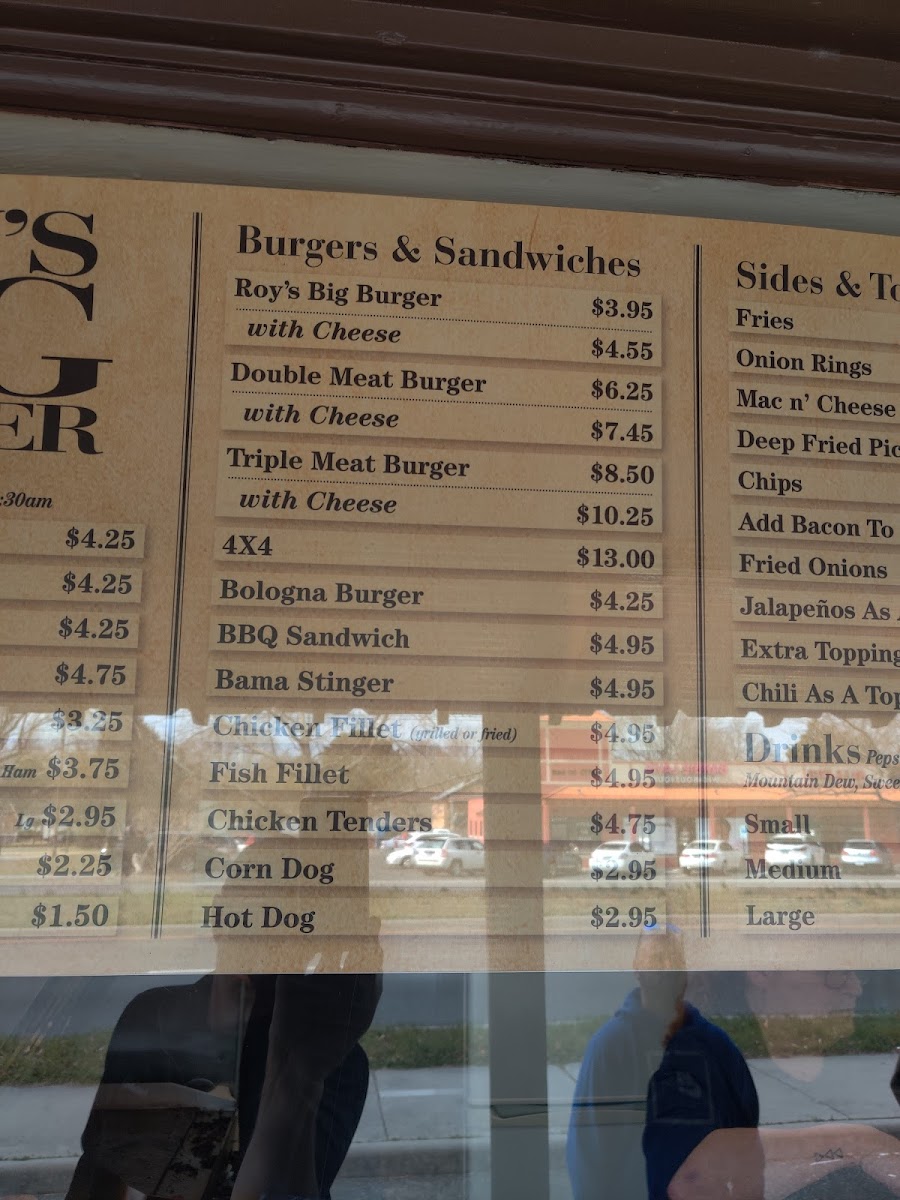 'S
G
ER
:30am
$4.25
$4.25
$4.25
$4.75
$3.25
Ham $3.75
Lg $2.95
$2.25
$1.50
Burgers & Sandwiches
Roy's Big Burger $3.95
with Cheese $4.55
Double Meat Burger $6.25
with Cheese $7.45
Triple Meat Burger $8.50
with Cheese $10.25
4X4 $13.00
Bologna Burger $4.25
BBQ Sandwich $4.95
Bama Stinger $4.95
Chicken Fillet (grilled or fried) $4.95
Fish Fillet $4.95
Chicken Tenders $4.75
Corn Dog $2.95
Hot Dog $2.95
Sides & To
Fries
Onion Rings
Mac n' Cheese
Deep Fried Pic
Chips
Add Bacon To
Fried Onions
Jalapeños As
Extra Topping
Chili As A Top
Drinks Peps
Mountain Dew, Swee
Small
Medium
Large